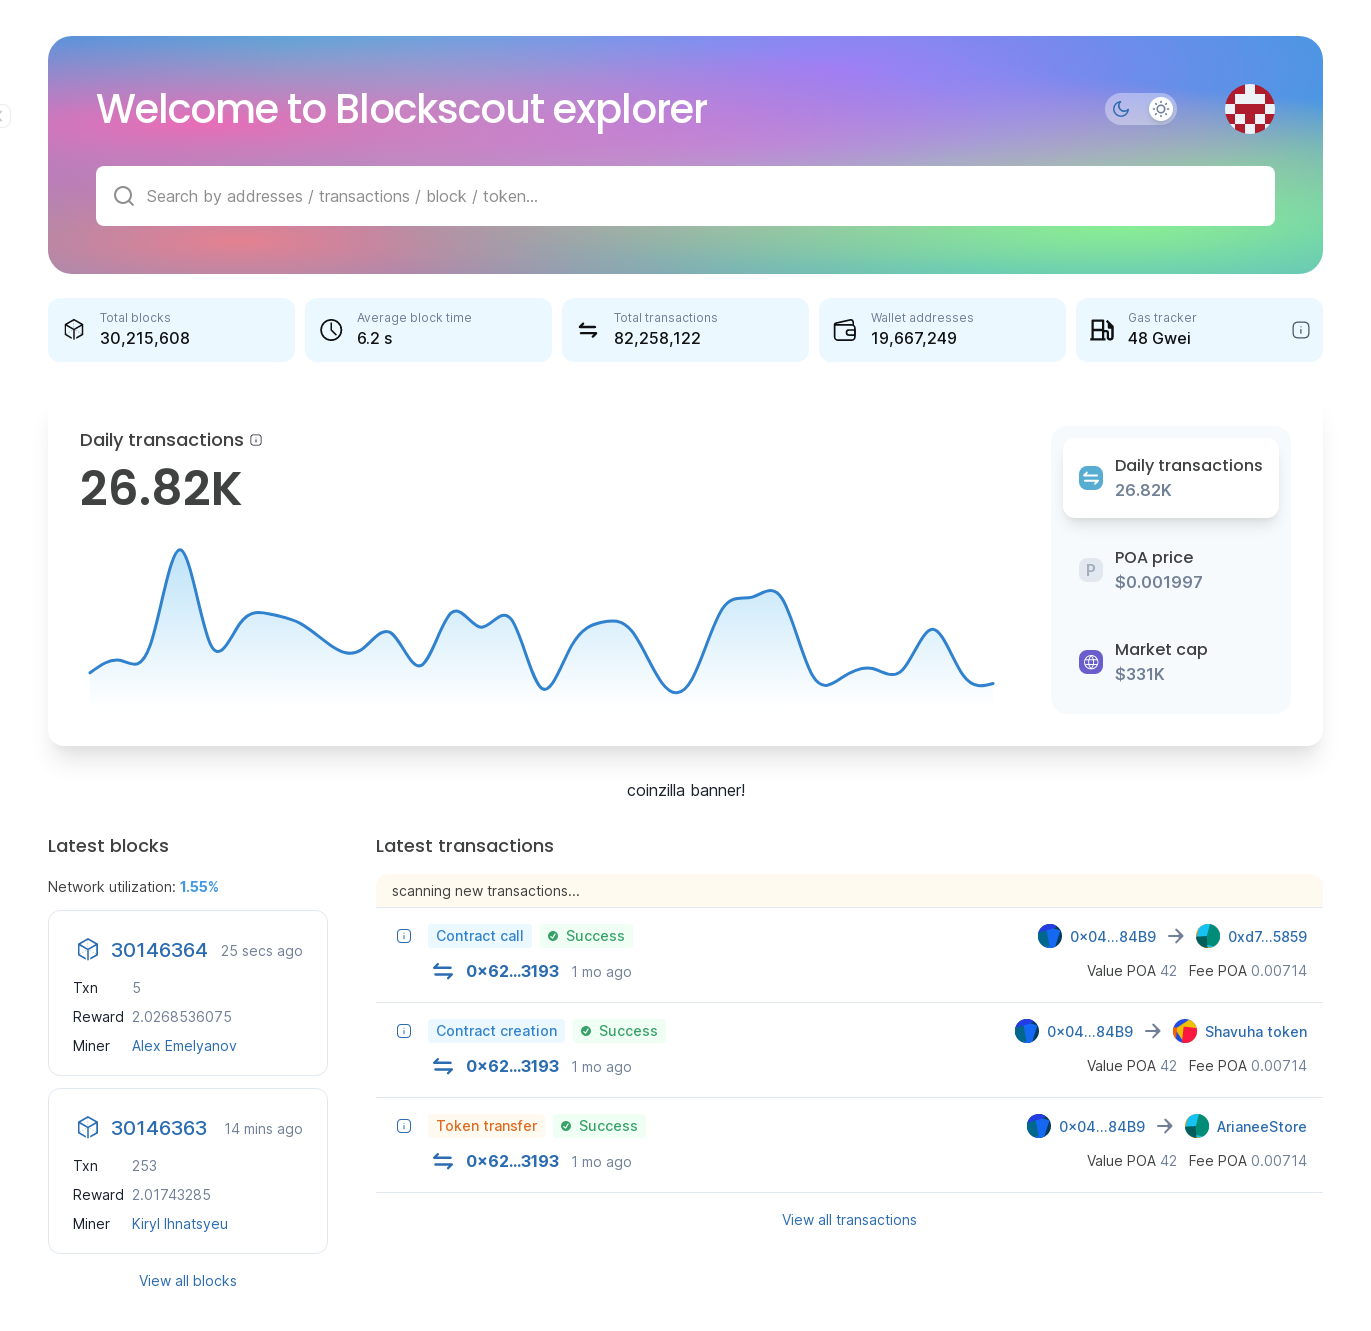 Welcome to Blockscout explorer
Search by addresses / transactions / block / token...
Total blocks
30,215,608
Average block time
6.2 s
Total transactions
82,258,122
Wallet addresses
19,667,249
Gas tracker
48 Gwei
Daily transactions
26.82K
Daily transactions
26.82K
P
POA price
$0.001997
Market cap
$331K
coinzilla banner!
Latest blocks
Network utilization: 1.55%
30146364 25 secs ago
Txn 5
Reward 2.0268536075
Miner Alex Emelyanov
30146363 14 mins ago
Txn 253
Reward 2.01743285
Miner Kiryl Ihnatsyeu
View all blocks
Latest transactions
scanning new transactions...
Contract call Success 0x04...84B9 0xd7...5859
0x62...3193 1 mo ago Value POA 42 Fee POA 0.00714
Contract creation Success 0x04...84B9 Shavuha token
0x62...3193 1 mo ago Value POA 42 Fee POA 0.00714
Token transfer Success 0x04...84B9 ArianeeStore
0x62...3193 1 mo ago Value POA 42 Fee POA 0.00714
View all transactions